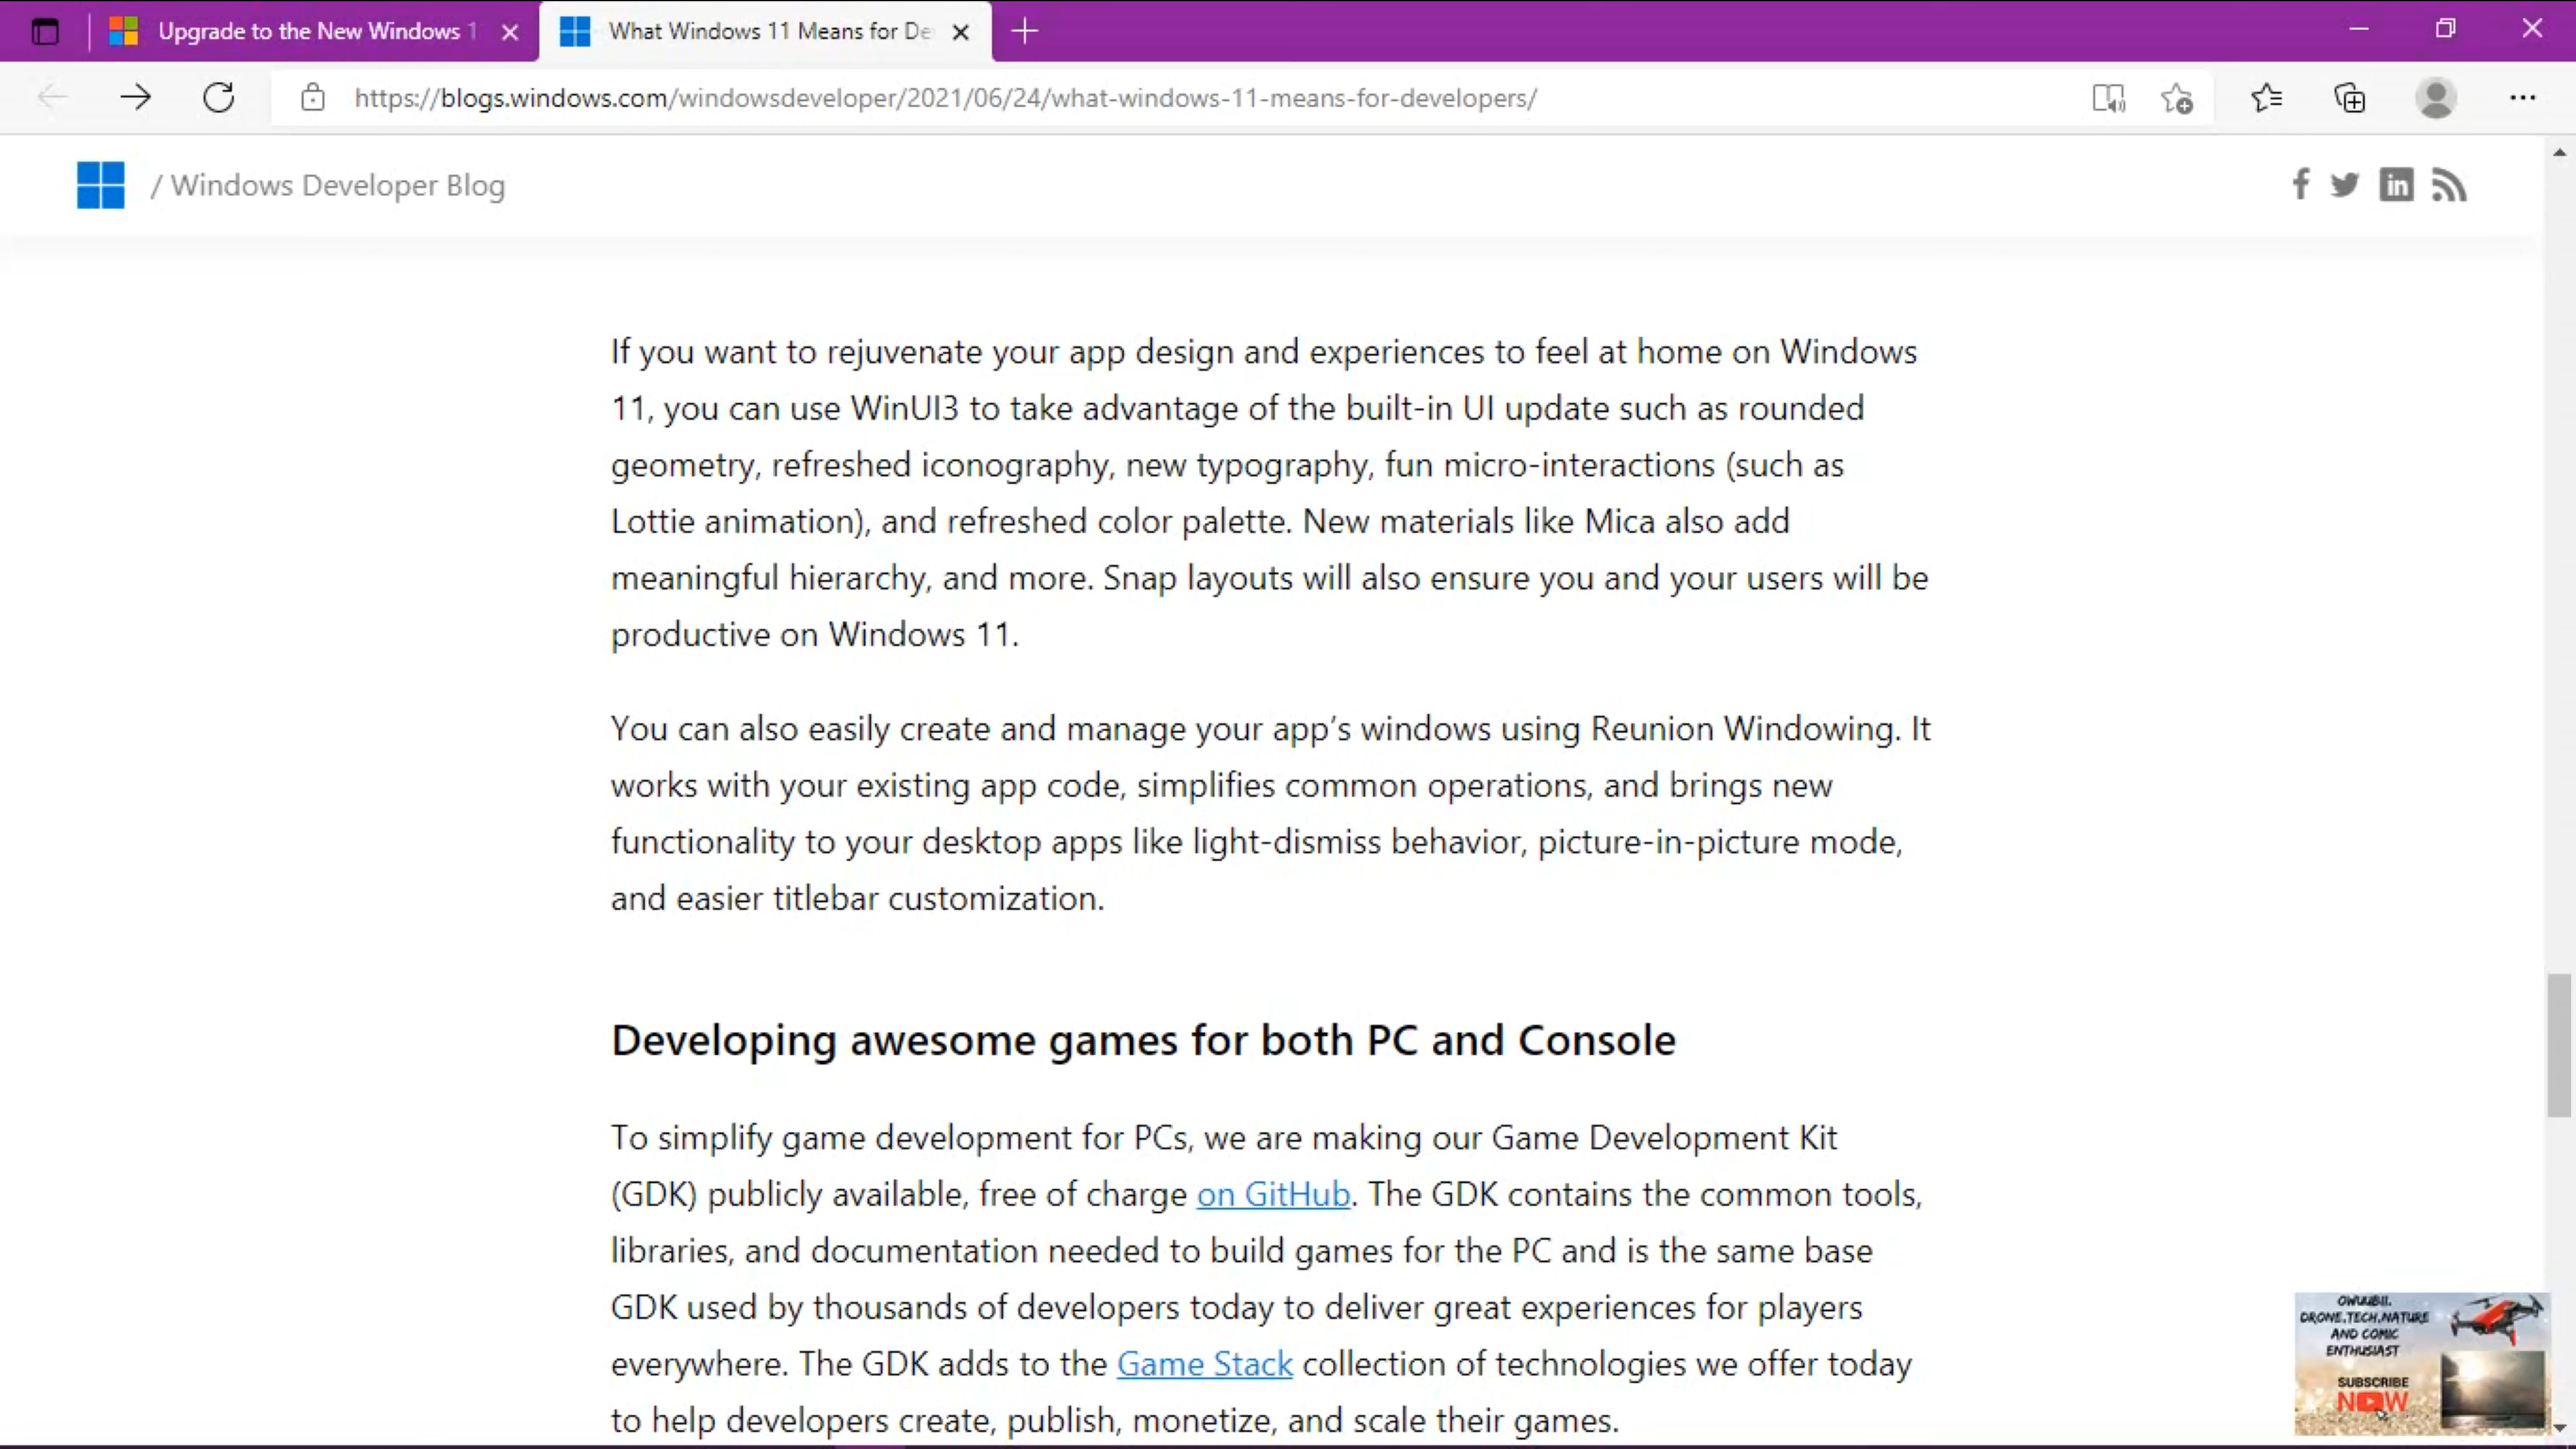 Upgrade to the New Windows 1
What Windows 11 Means for De
https://blogs.windows.com/windowsdeveloper/2021/06/24/what-windows-11-means-for-developers/
/ Windows Developer Blog
If you want to rejuvenate your app design and experiences to feel at home on Windows
11, you can use WinUI3 to take advantage of the built-in UI update such as rounded
geometry, refreshed iconography, new typography, fun micro-interactions (such as
Lottie animation), and refreshed color palette. New materials like Mica also add
meaningful hierarchy, and more. Snap layouts will also ensure you and your users will be
productive on Windows 11.
You can also easily create and manage your app’s windows using Reunion Windowing. It
works with your existing app code, simplifies common operations, and brings new
functionality to your desktop apps like light-dismiss behavior, picture-in-picture mode,
and easier titlebar customization.
Developing awesome games for both PC and Console
To simplify game development for PCs, we are making our Game Development Kit
(GDK) publicly available, free of charge on GitHub. The GDK contains the common tools,
libraries, and documentation needed to build games for the PC and is the same base
GDK used by thousands of developers today to deliver great experiences for players
everywhere. The GDK adds to the Game Stack collection of technologies we offer today
to help developers create, publish, monetize, and scale their games.
DRONE,TECH,NATURE
AND COMIC
ENTHUSIAST
SUBSCRIBE
NOW